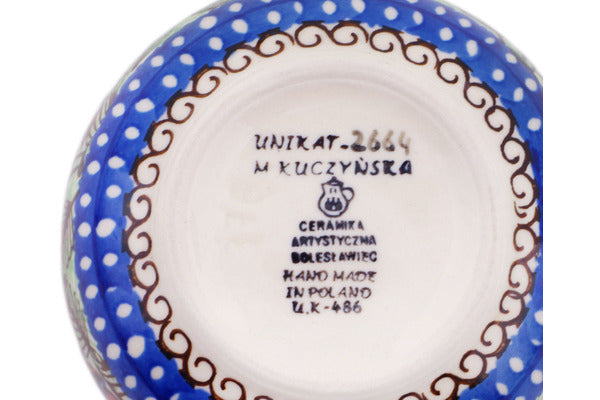 UNIKAT-2664
M KUCZYŃSKA
CERAMIKA
ARTYSTYCZNA
BOLESŁAWIEC
HAND MADE
IN POLAND
U.K-486